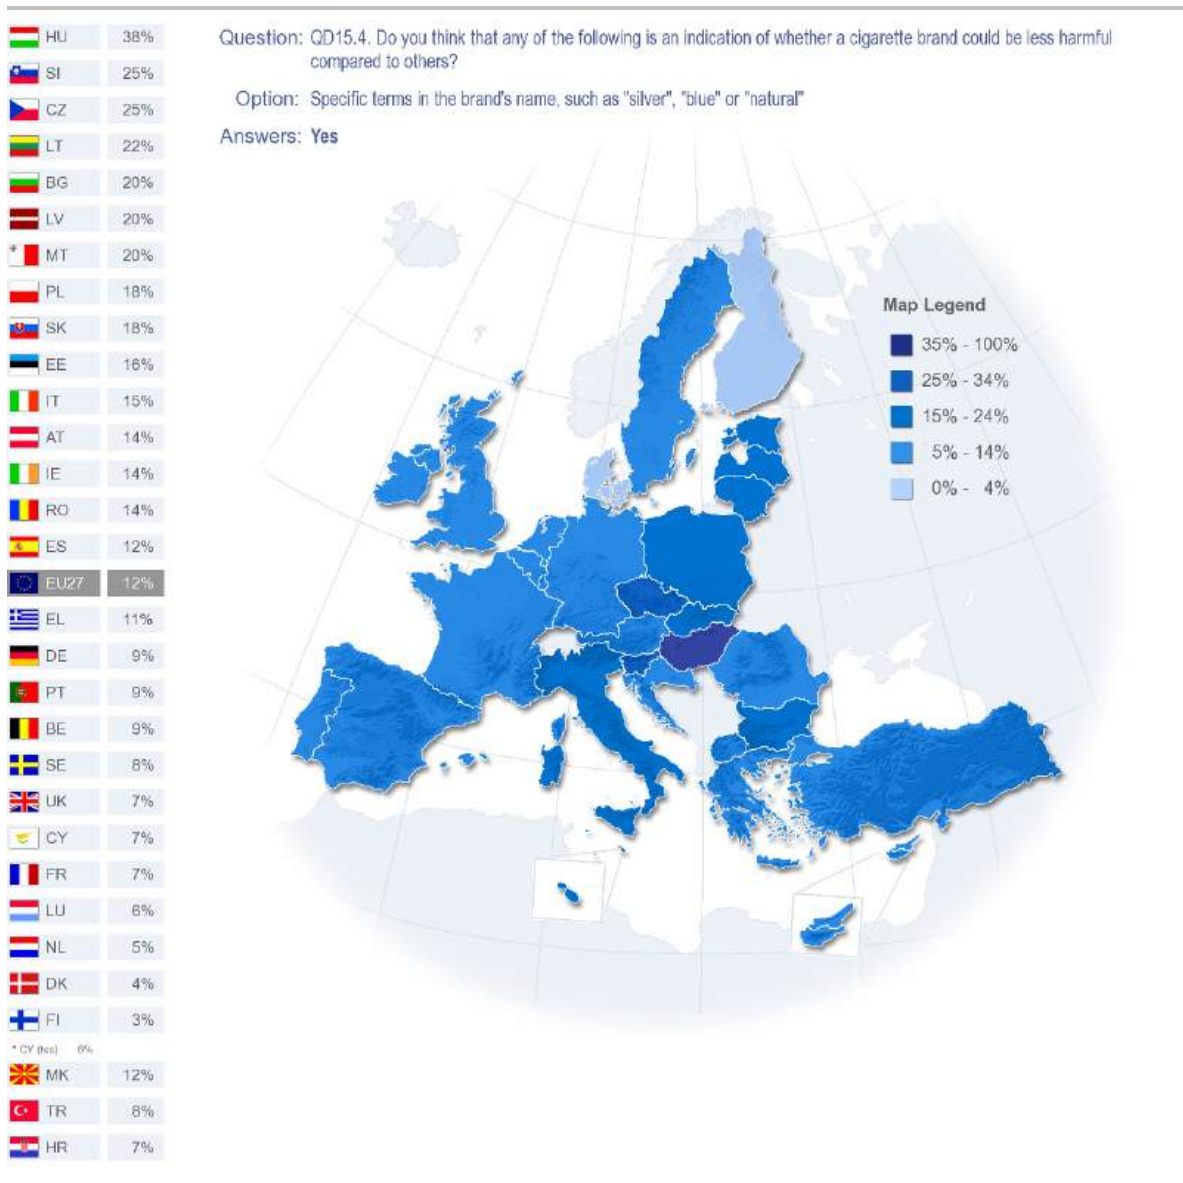 HU 38%
SI 25%
CZ 25%
LT 22%
BG 20%
LV 20%
MT 20%
PL 18%
SK 18%
EE 16%
IT 15%
AT 14%
IE 14%
RO 14%
ES 12%
EU27 12%
EL 11%
DE 9%
PT 9%
BE 9%
SE 8%
UK 7%
CY 7%
FR 7%
LU 6%
NL 5%
DK 4%
FI 3%
* CY (tcc) 6%
MK 12%
TR 8%
HR 7%
Question: QD15.4. Do you think that any of the following is an indication of whether a cigarette brand could be less harmful
compared to others?
Option: Specific terms in the brand's name, such as "silver", "blue" or "natural"
Answers: Yes
Map Legend
35% - 100%
25% - 34%
15% - 24%
5% - 14%
0% - 4%